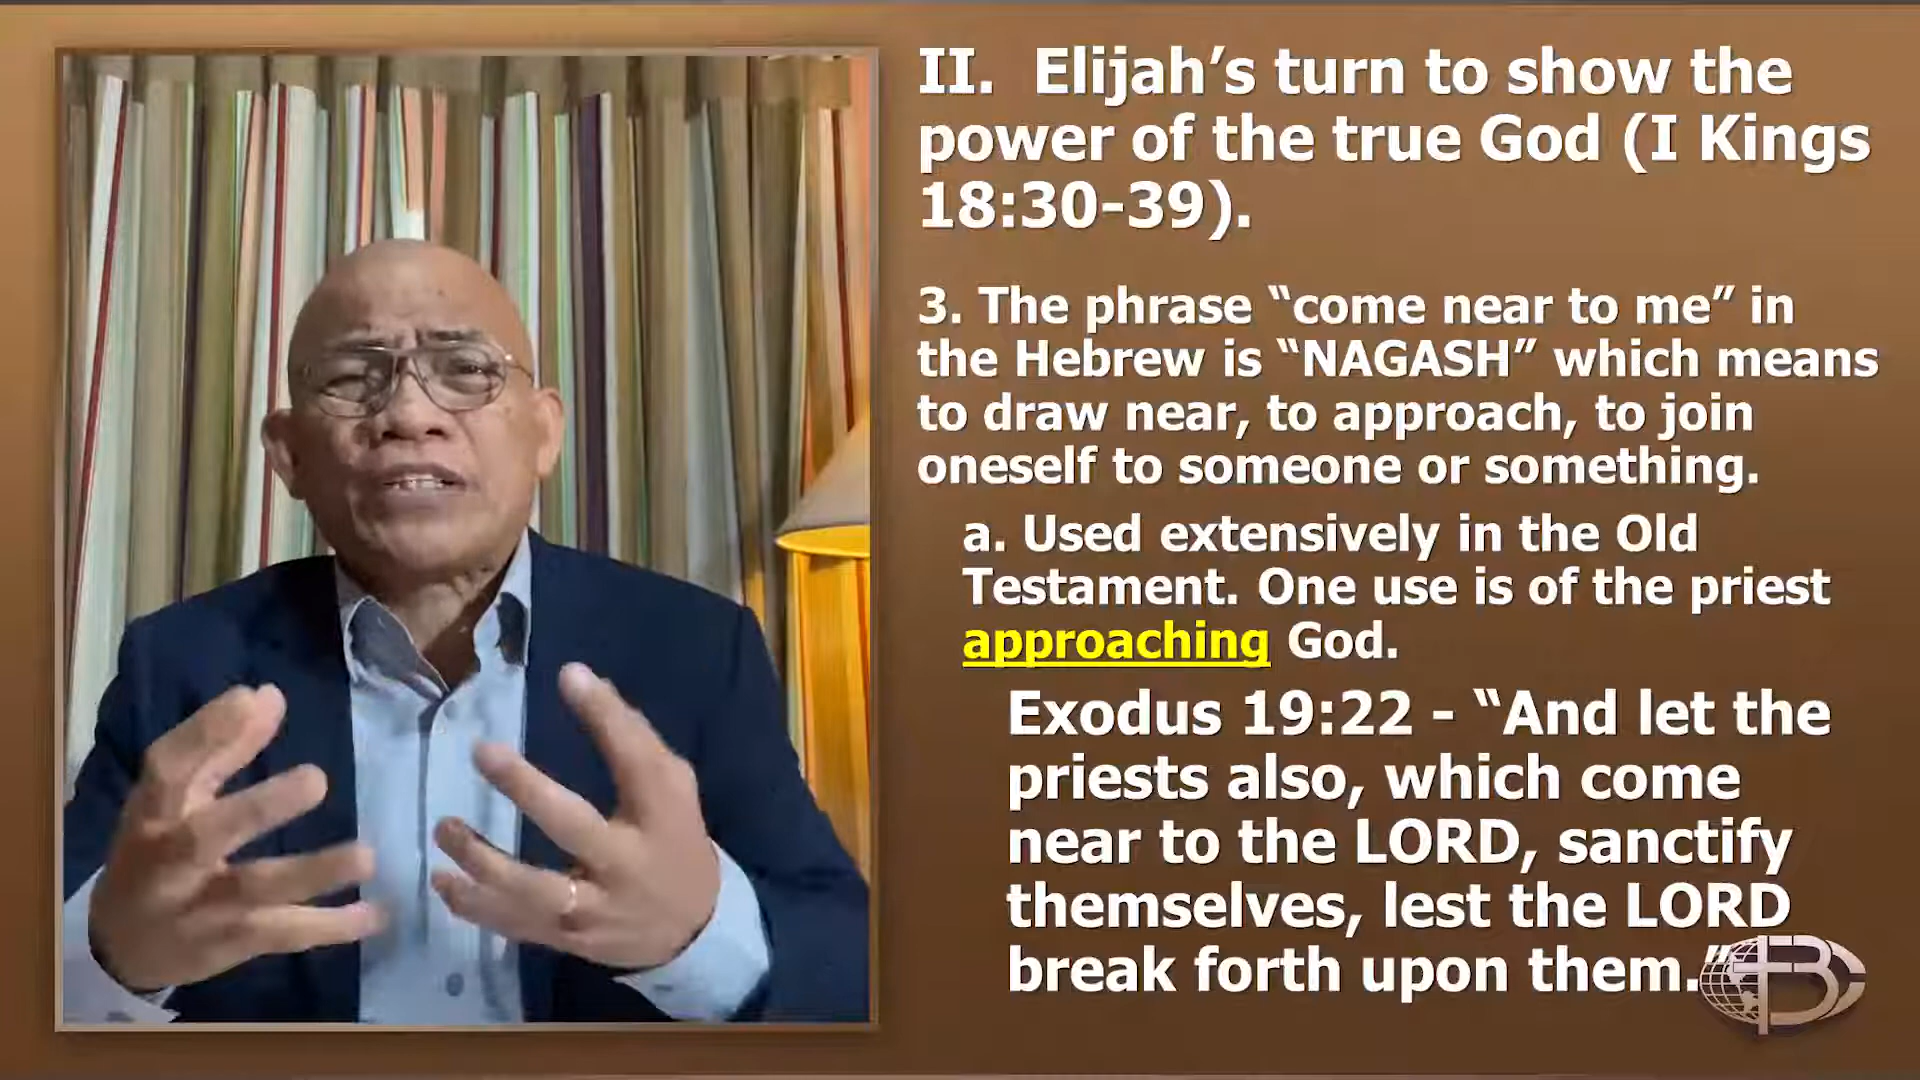 II.  Elijah’s turn to show the
power of the true God (I Kings
18:30-39).
3. The phrase “come near to me” in
the Hebrew is “NAGASH” which means
to draw near, to approach, to join
oneself to someone or something.
a. Used extensively in the Old
Testament. One use is of the priest
approaching God.
Exodus 19:22 - “And let the
priests also, which come
near to the LORD, sanctify
themselves, lest the LORD
break forth upon them.”